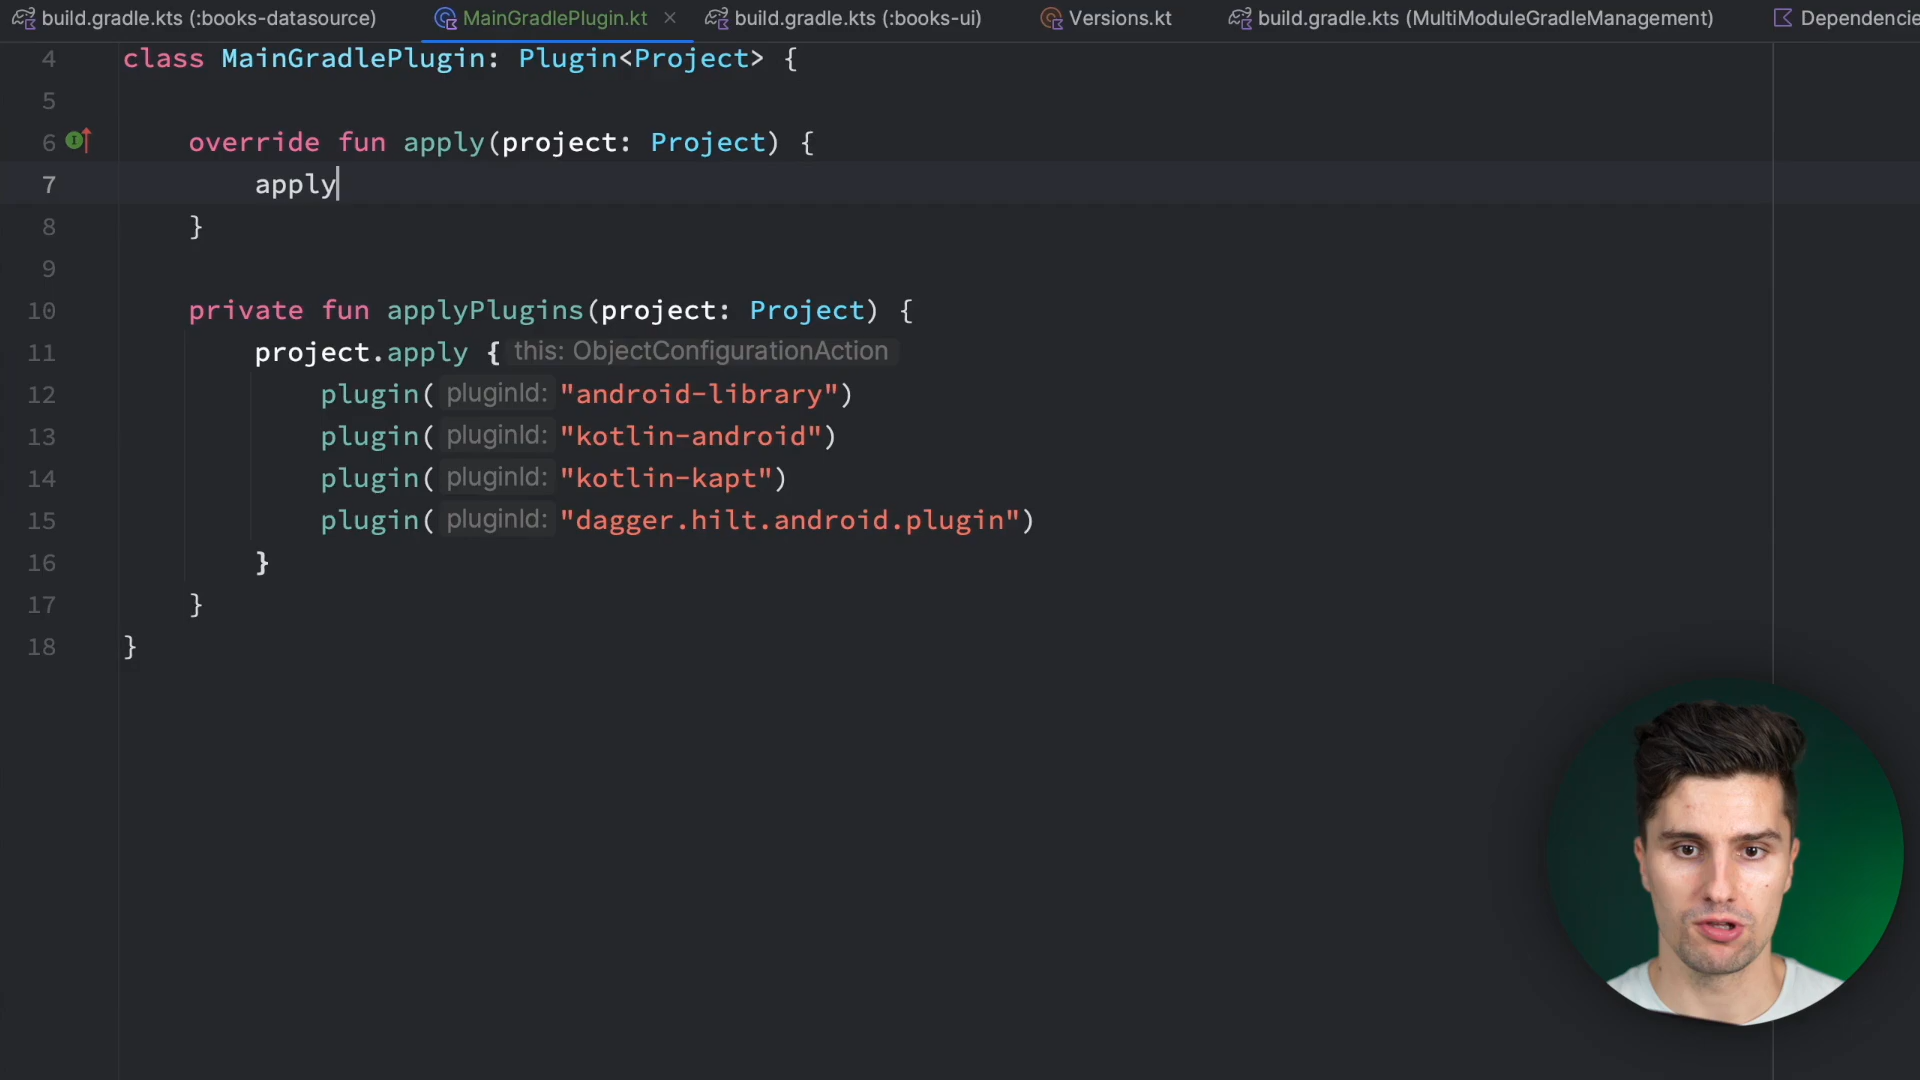 build.gradle.kts (:books-datasource) MainGradlePlugin.kt build.gradle.kts (:books-ui) Versions.kt build.gradle.kts (MultiModuleGradleManagement) Dependencie
4 class MainGradlePlugin: Plugin<Project> {
5
6 override fun apply(project: Project) {
7 apply
8 }
9
10 private fun applyPlugins(project: Project) {
11 project.apply { this: ObjectConfigurationAction
12 plugin( pluginId: "android-library")
13 plugin( pluginId: "kotlin-android")
14 plugin( pluginId: "kotlin-kapt")
15 plugin( pluginId: "dagger.hilt.android.plugin")
16 }
17 }
18 }